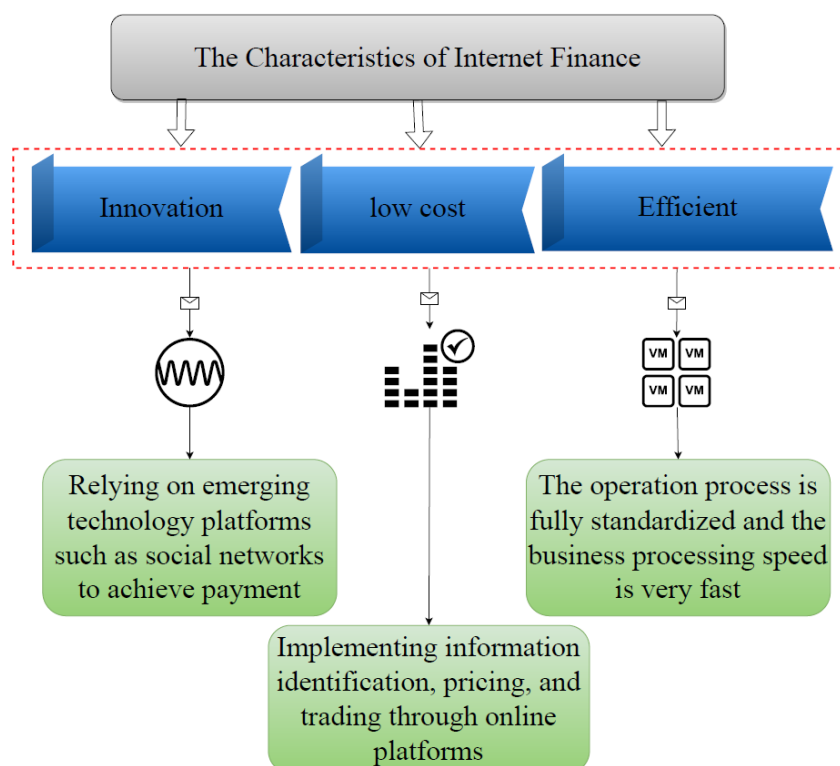 The Characteristics of Internet Finance
Innovation
low cost
Efficient
VM
VM
VM
VM
Relying on emerging
technology platforms
such as social networks
to achieve payment
The operation process is
fully standardized and the
business processing speed
is very fast
Implementing information
identification, pricing, and
trading through online
platforms